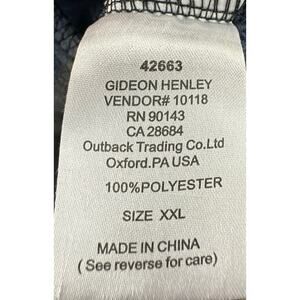 42663
GIDEON HENLEY
VENDOR# 10118
RN 90143
CA 28684
Outback Trading Co.Ltd
Oxford.PA USA
100%POLYESTER
SIZE XXL
MADE IN CHINA
( See reverse for care)